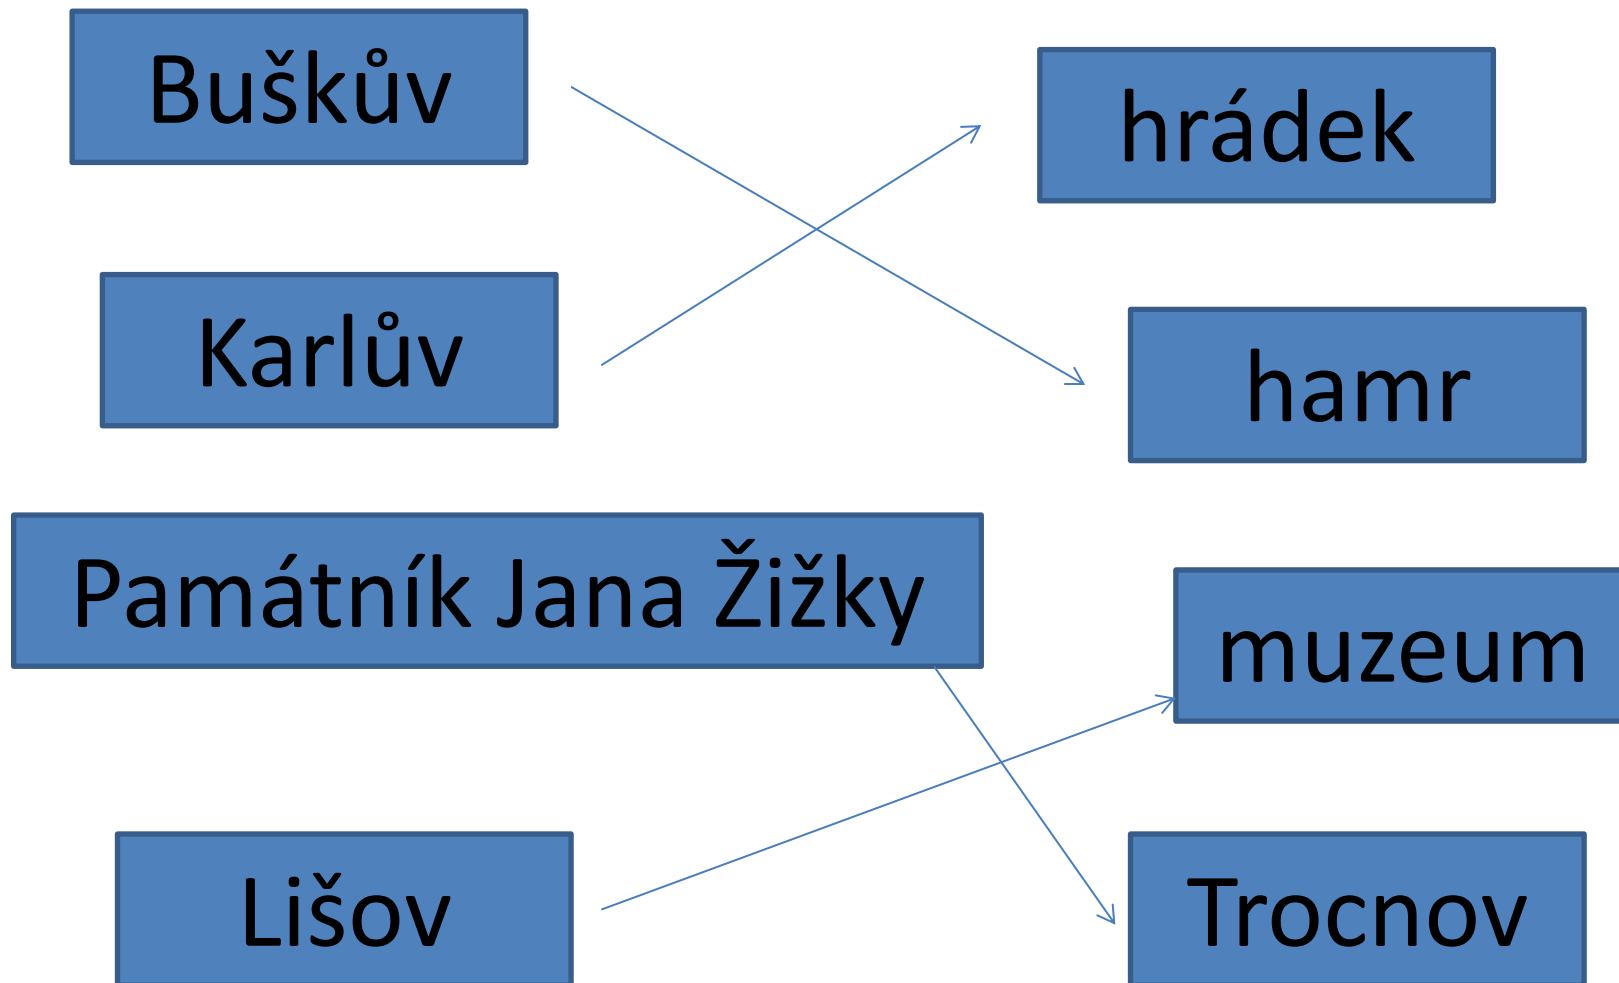 Buškův
hrádek
Karlův
hamr
Památník Jana Žižky
muzeum
Lišov
Trocnov